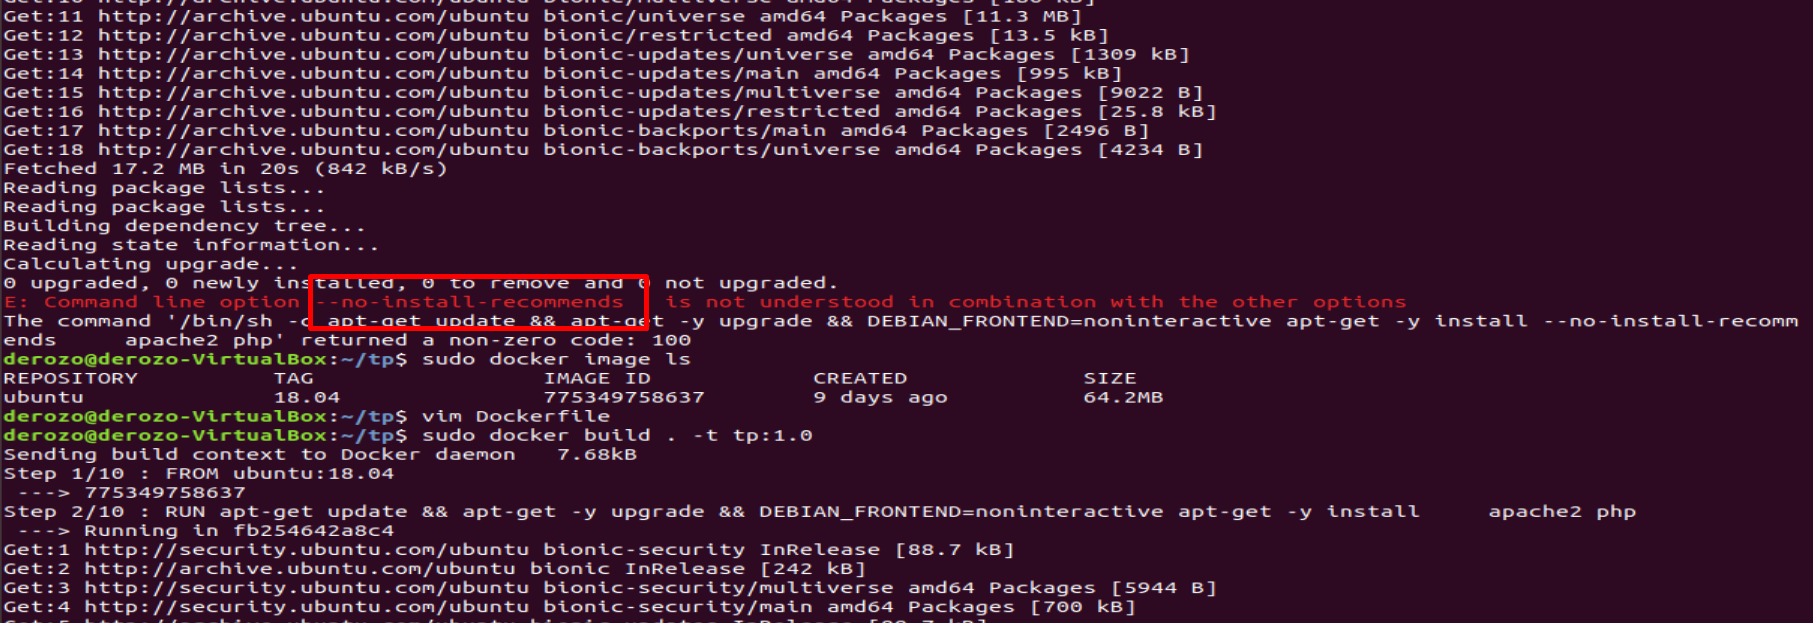 Get:11 http://archive.ubuntu.com/ubuntu bionic/universe amd64 Packages [11.3 MB]
Get:12 http://archive.ubuntu.com/ubuntu bionic/restricted amd64 Packages [13.5 kB]
Get:13 http://archive.ubuntu.com/ubuntu bionic-updates/universe amd64 Packages [1309 kB]
Get:14 http://archive.ubuntu.com/ubuntu bionic-updates/main amd64 Packages [995 kB]
Get:15 http://archive.ubuntu.com/ubuntu bionic-updates/multiverse amd64 Packages [9022 B]
Get:16 http://archive.ubuntu.com/ubuntu bionic-updates/restricted amd64 Packages [25.8 kB]
Get:17 http://archive.ubuntu.com/ubuntu bionic-backports/main amd64 Packages [2496 B]
Get:18 http://archive.ubuntu.com/ubuntu bionic-backports/universe amd64 Packages [4234 B]
Fetched 17.2 MB in 20s (842 kB/s)
Reading package lists...
Reading package lists...
Building dependency tree...
Reading state information...
Calculating upgrade...
0 upgraded, 0 newly installed, 0 to remove and 0 not upgraded.
E: Command line option --no-install-recommends   is not understood in combination with the other options
The command '/bin/sh -c apt-get update && apt-get -y upgrade && DEBIAN_FRONTEND=noninteractive apt-get -y install --no-install-recomm
ends     apache2 php' returned a non-zero code: 100
derozo@derozo-VirtualBox:~/tp$ sudo docker image ls
REPOSITORY          TAG                 IMAGE ID            CREATED             SIZE
ubuntu              18.04               775349758637        9 days ago          64.2MB
derozo@derozo-VirtualBox:~/tp$ vim Dockerfile
derozo@derozo-VirtualBox:~/tp$ sudo docker build . -t tp:1.0
Sending build context to Docker daemon   7.68kB
Step 1/10 : FROM ubuntu:18.04
 ---> 775349758637
Step 2/10 : RUN apt-get update && apt-get -y upgrade && DEBIAN_FRONTEND=noninteractive apt-get -y install     apache2 php
 ---> Running in fb254642a8c4
Get:1 http://security.ubuntu.com/ubuntu bionic-security InRelease [88.7 kB]
Get:2 http://archive.ubuntu.com/ubuntu bionic InRelease [242 kB]
Get:3 http://security.ubuntu.com/ubuntu bionic-security/multiverse amd64 Packages [5944 B]
Get:4 http://security.ubuntu.com/ubuntu bionic-security/main amd64 Packages [700 kB]